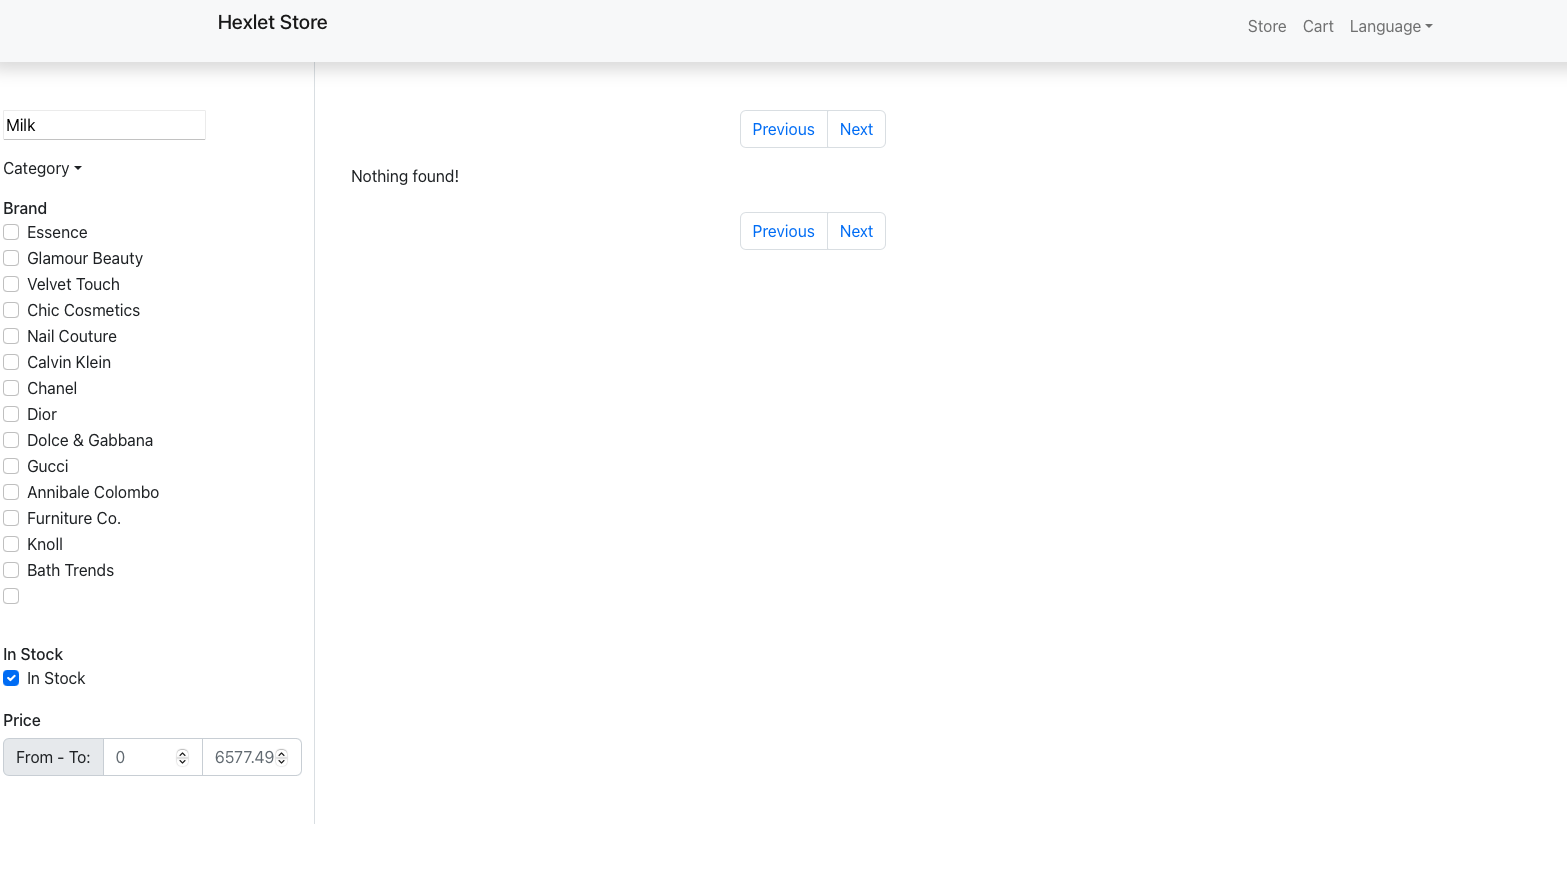 Hexlet Store
Store Cart Language
Milk
Category
Brand
Essence
Glamour Beauty
Velvet Touch
Chic Cosmetics
Nail Couture
Calvin Klein
Chanel
Dior
Dolce & Gabbana
Gucci
Annibale Colombo
Furniture Co.
Knoll
Bath Trends
In Stock
In Stock
Price
From - To: 0 6577.49
Previous Next
Nothing found!
Previous Next